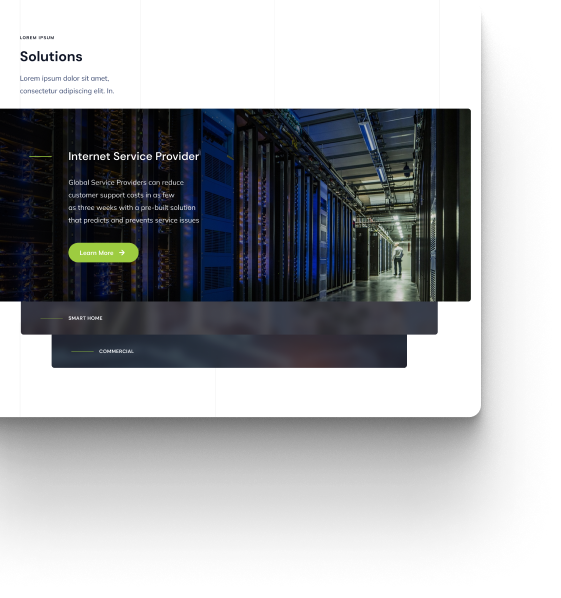 LOREM IPSUM
Solutions
Lorem ipsum dolor sit amet,
consectetur adipiscing elit. In.
Internet Service Provider
Global Service Providers can reduce
customer support costs in as few
as three weeks with a pre-built solution
that predicts and prevents service issues
Learn More
SMART HOME
COMMERCIAL